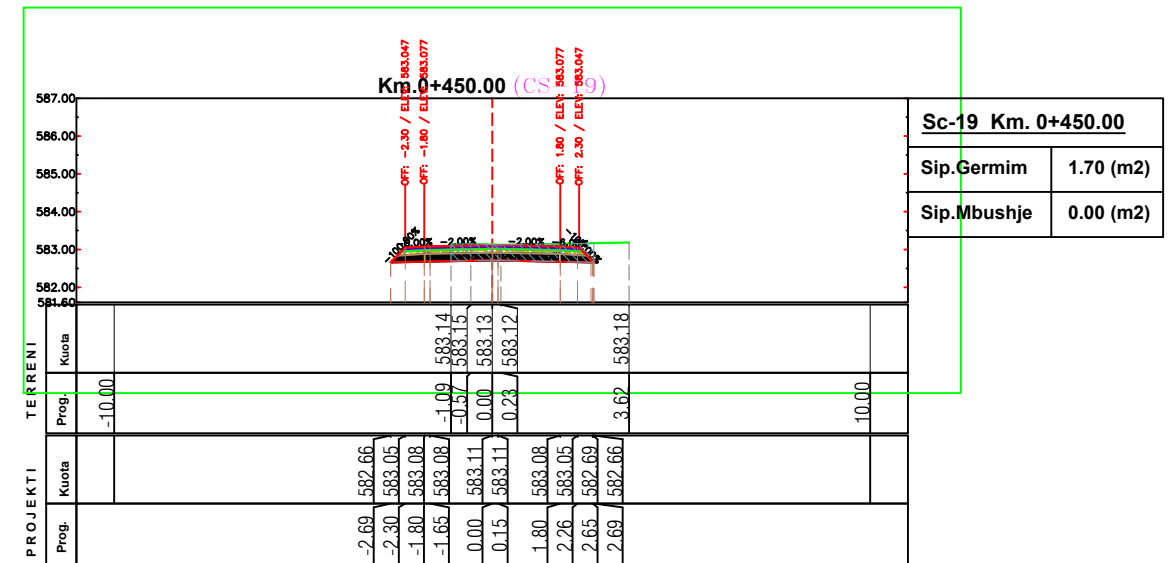 Km.0+450.00 (CS-19)
OFF: -2.30 / ELEV: 583.047
OFF: -1.80 / ELEV: 583.077
OFF: 1.80 / ELEV: 583.077
OFF: 2.30 / ELEV: 583.047
587.00
586.00
585.00
584.00
583.00
582.00
581.60
-2.00% -2.00%
Sc-19 Km. 0+450.00
Sip.Germim 1.70 (m2)
Sip.Mbushje 0.00 (m2)
TERRENI
Kuota 583.14 583.15 583.13 583.12 583.18
Prog. -10.00 -1.09 -0.57 0.00 0.23 3.62 10.00
PROJEKTI
Kuota 582.66 583.05 583.08 583.08 583.11 583.11 583.08 583.05 582.69 582.66
Prog. -2.69 -2.30 -1.80 -1.65 0.00 0.15 1.80 2.26 2.65 2.69